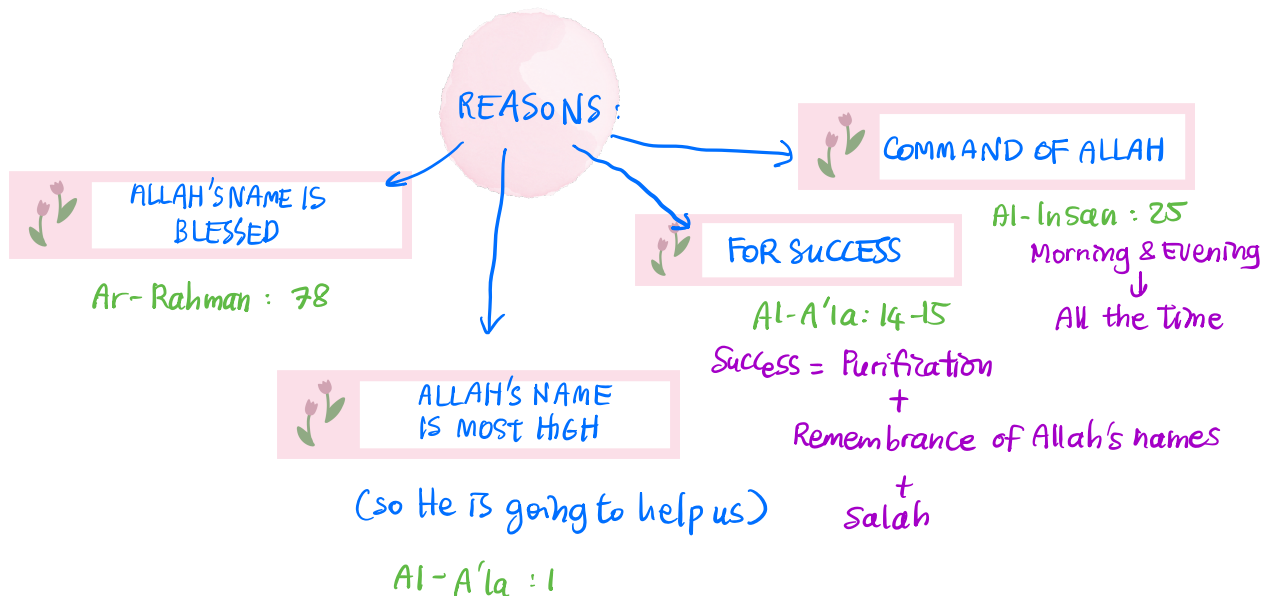 REASONS:
ALLAH'S NAME IS
BLESSED
Ar-Rahman: 78
ALLAH'S NAME
IS MOST HIGH
(so He is going to help us)
Al-A'la: 1
FOR SUCCESS
Al-A'la: 14-15
Success = Purification
+
Remembrance of Allah's names
+
Salah
COMMAND OF ALLAH
Al-Insan: 25
Morning & Evening
All the time